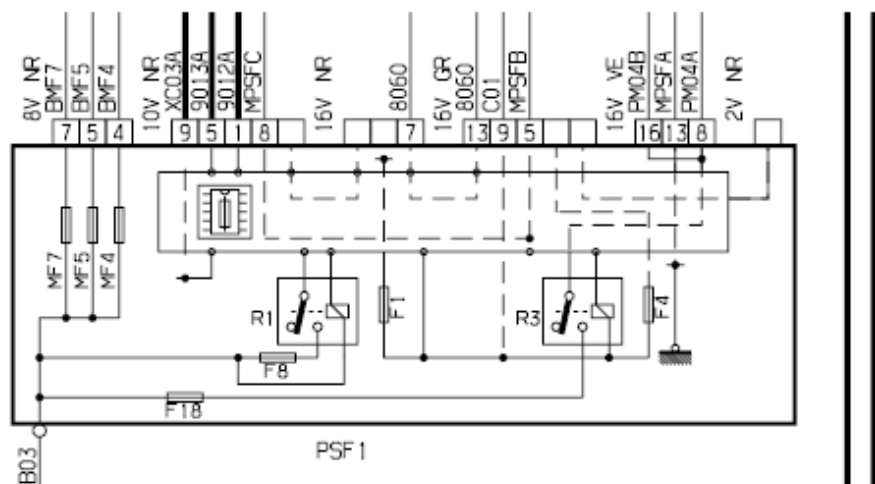 8V NR
BMF7
BMF5
BMF4
10V NR
XC03A
9013A
9012A
MPSFC
16V NR
8060
16V GR
8060
C01
MPSFB
16V VE
PM04B
MPSFA
PM04A
2V NR
7 5 4
9 5 1 8
7
13 9 5
16 13 8
MF7
MF5
MF4
R1
F1
R3
F4
F8
F18
PSF1
B03